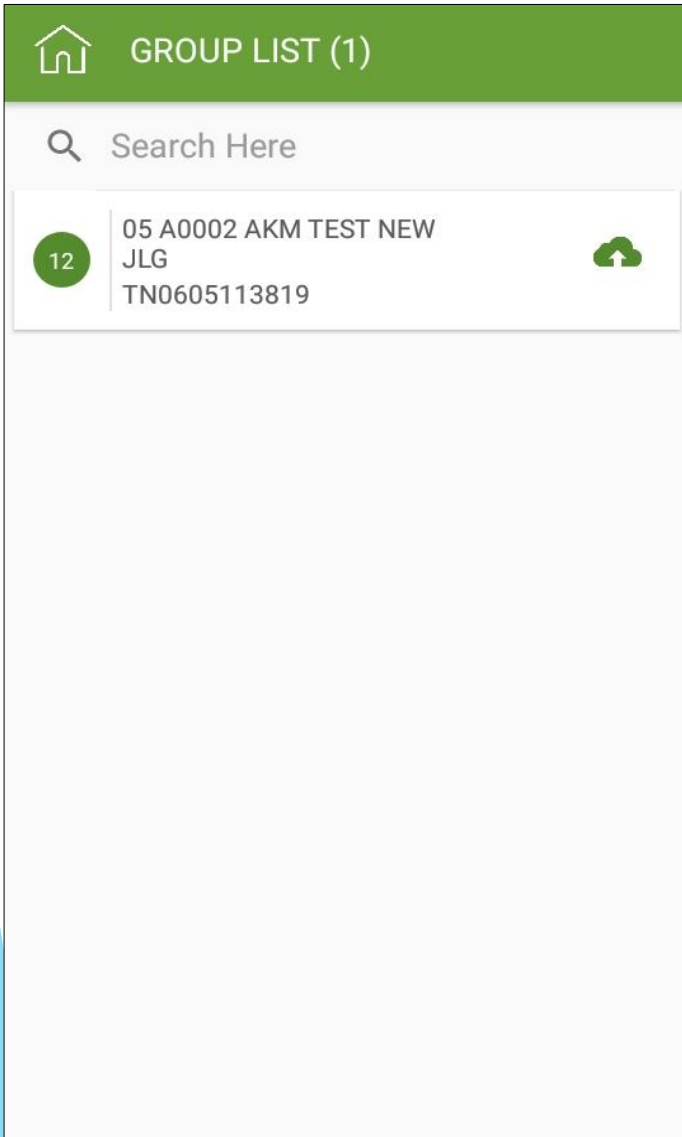 GROUP LIST (1)
Search Here
12
05 A0002 AKM TEST NEW
JLG
TN0605113819